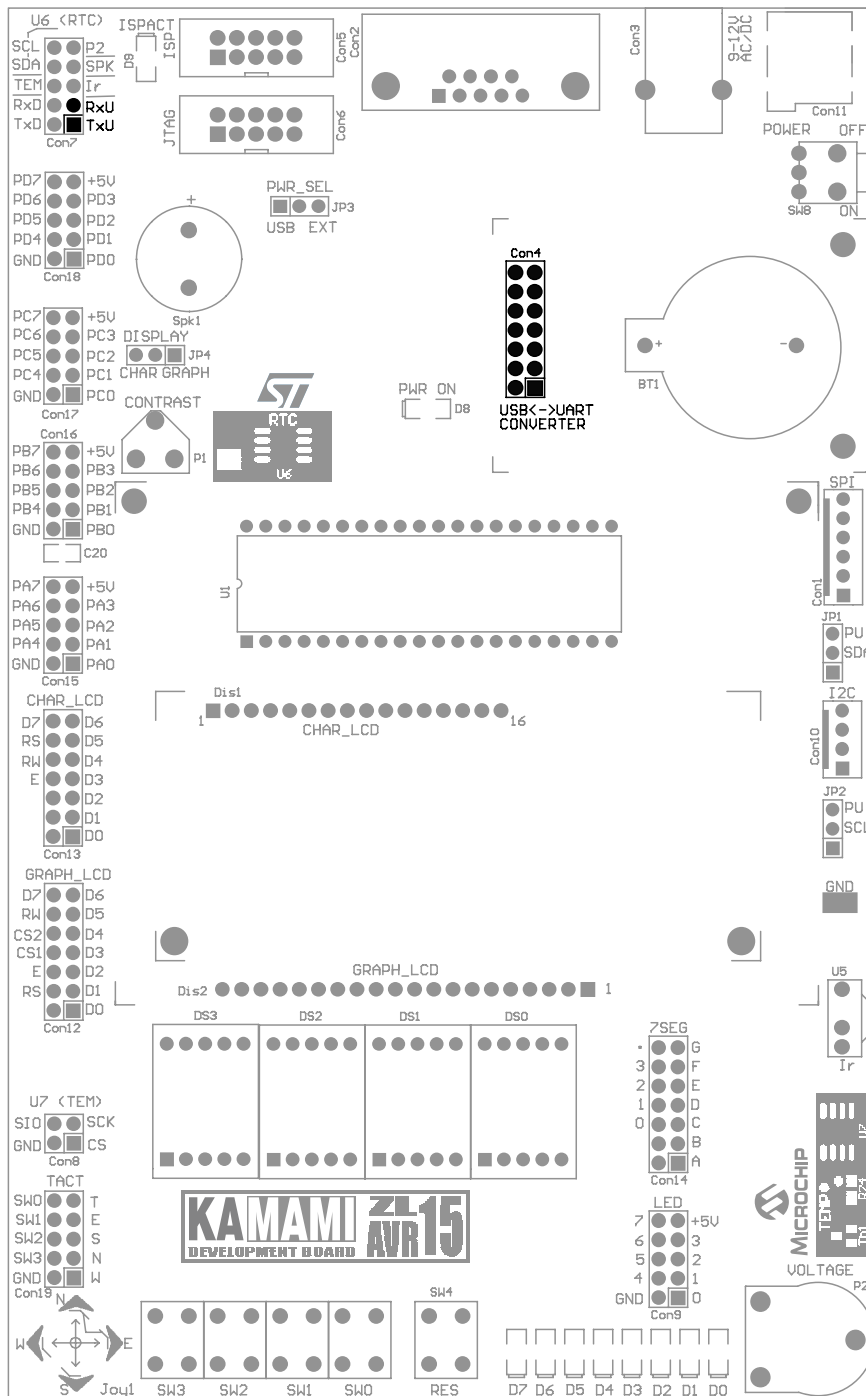 U6 (RTC)
SCL P2
SDA SPK
TEM Ir
RxD RxU
TxD TxU
Con7
ISPACT
D9
ISP
Con5
JTAG
Con6
Con2
Con3
9-12V
AC/DC
Con11
POWER OFF
SW8 ON
PD7 +5V
PD6 PD3
PD5 PD2
PD4 PD1
GND PD0
Con18
+
Spk1
PWR_SEL
JP3
USB EXT
Con4
USB<->UART
CONVERTER
+ -
BT1
PC7 +5V
PC6 PC3
PC5 PC2
PC4 PC1
GND PC0
Con17
DISPLAY
JP4
CHAR GRAPH
CONTRAST
P1
ST
RTC
U6
PWR ON
D8
Con16
PB7 +5V
PB6 PB3
PB5 PB2
PB4 PB1
GND PB0
C20
SPI
Con1
U1
PA7 +5V
PA6 PA3
PA5 PA2
PA4 PA1
GND PA0
Con15
JP1
PU
SDA
I2C
Con10
JP2
PU
SCL
GND
CHAR_LCD
D7 D6
RS D5
RW D4
E D3
D2
D1
D0
Con13
Dis1
1 16
CHAR_LCD
GRAPH_LCD
D7 D6
RW D5
CS2 D4
CS1 D3
E D2
RS D1
D0
Con12
GRAPH_LCD
Dis2 1
DS3 DS2 DS1 DS0
7SEG
. G
3 F
2 E
1 D
0 C
B
A
Con14
U5
Ir
U7 (TEM)
SIO SCK
GND CS
Con8
TACT
SW0 T
SW1 E
SW2 S
SW3 N
GND W
Con19
KAMAMI ZL AVR 15
DEVELOPMENT BOARD
LED
7 +5V
6 3
5 2
4 1
GND 0
Con9
MICROCHIP
TEMP
U7
VOLTAGE
P2
N
W E
S Joy1
SW3 SW2 SW1 SW0
SW4
RES
D7 D6 D5 D4 D3 D2 D1 D0